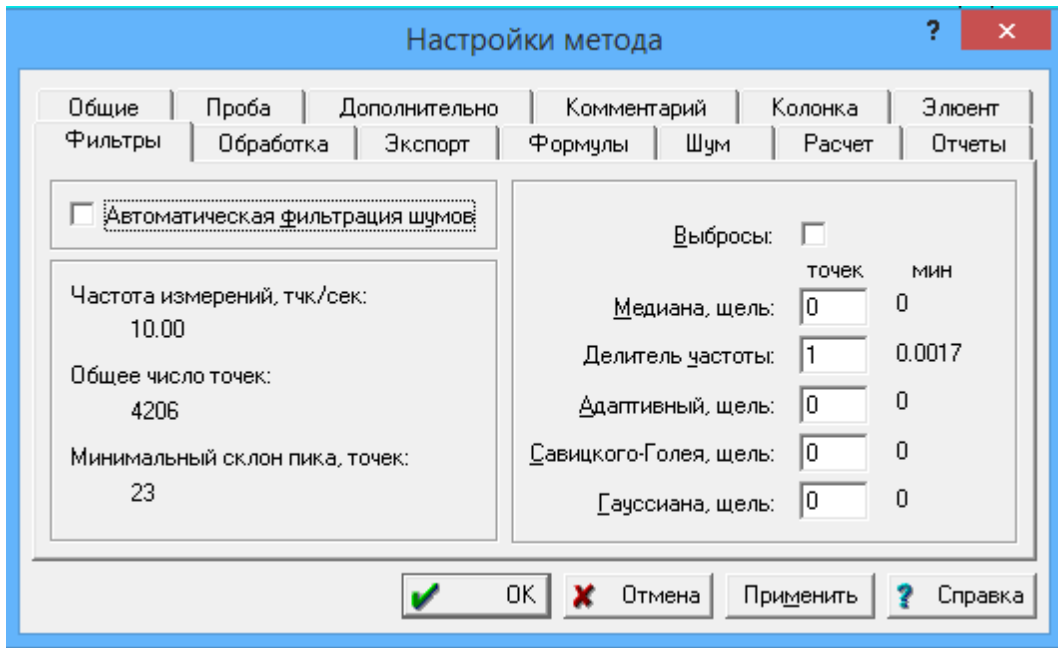 Настройки метода
?
Общие Проба Дополнительно Комментарий Колонка Элюент
Фильтры Обработка Экспорт Формулы Шум Расчет Отчеты
Автоматическая фильтрация шумов
Частота измерений, тчк/сек:
10.00
Общее число точек:
4206
Минимальный склон пика, точек:
23
Выбросы:
точек мин
Медиана, щель: 0 0
Делитель частоты: 1 0.0017
Адаптивный, щель: 0 0
Савицкого-Голея, щель: 0 0
Гауссиана, щель: 0 0
OK Отмена Применить ? Справка